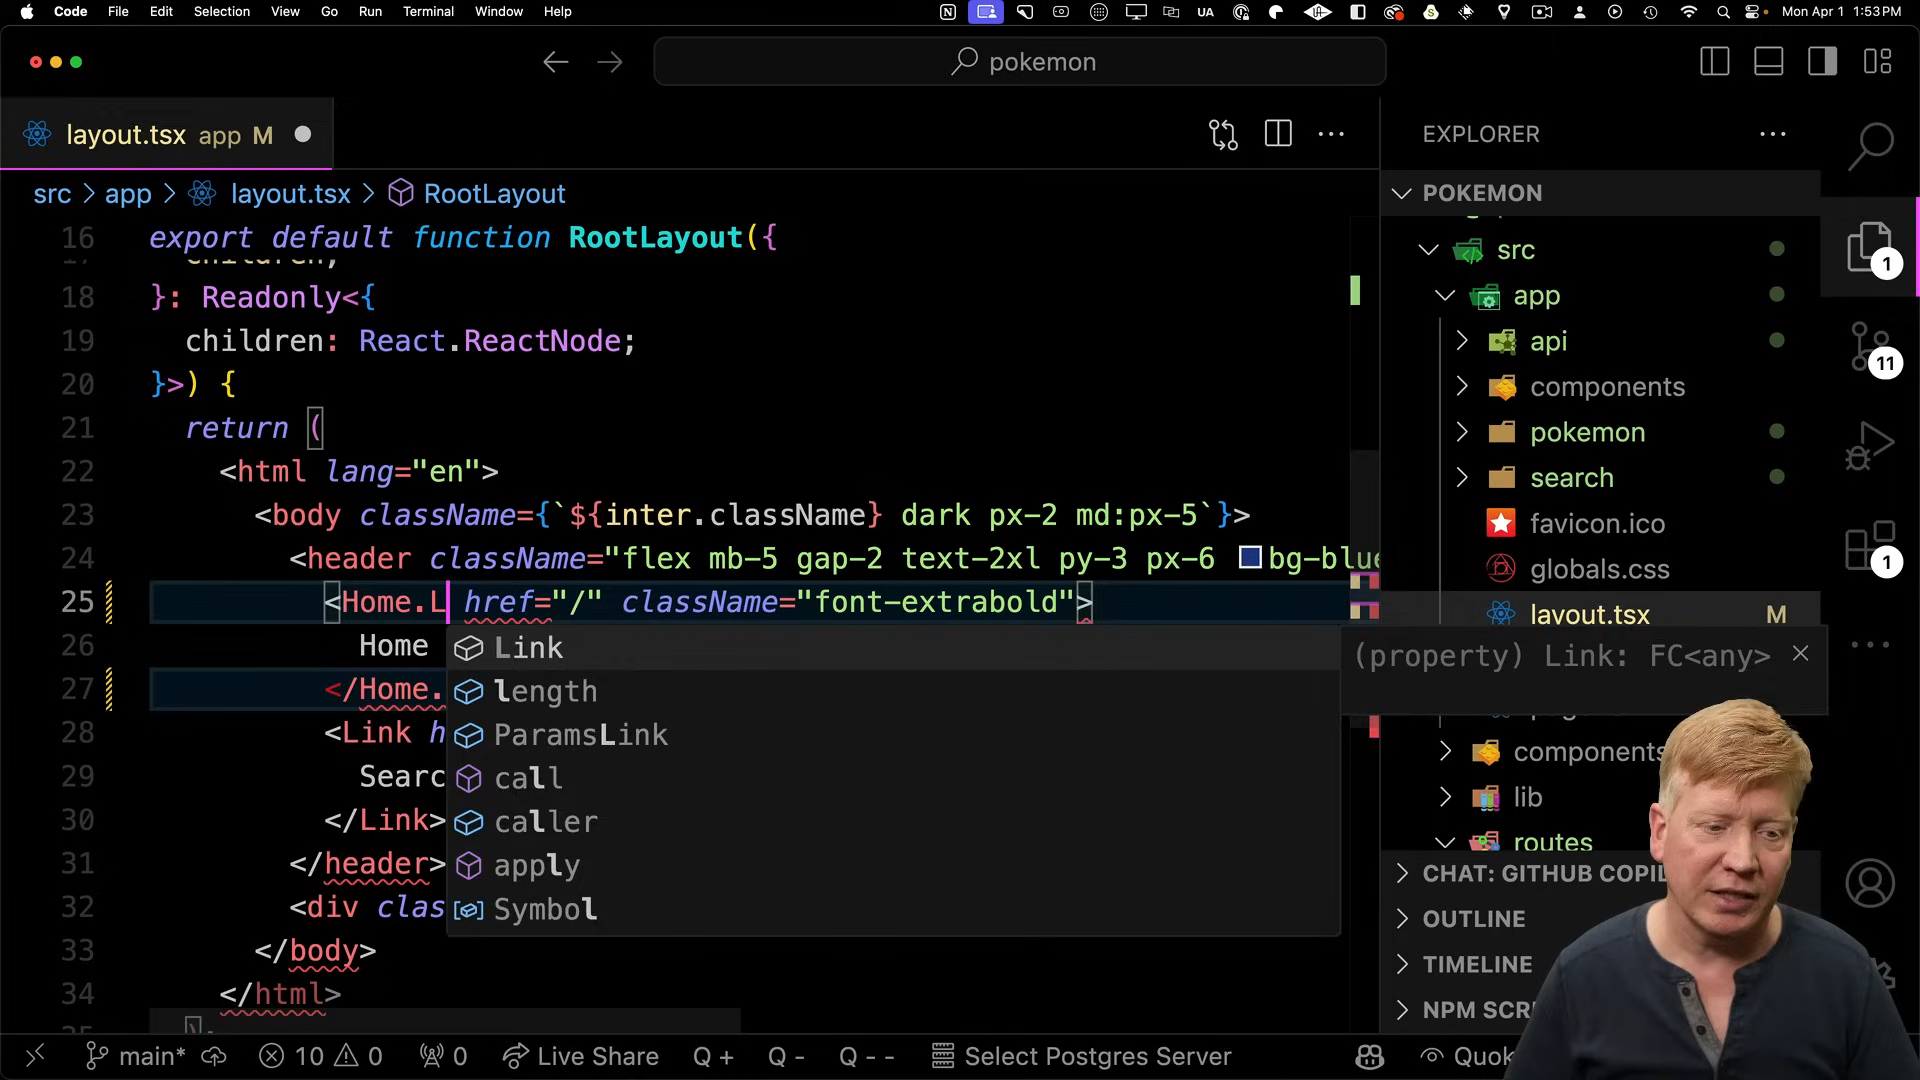 Code File Edit Selection View Go Run Terminal Window Help UA Mon Apr 1 1:53 PM
pokemon
layout.tsx app M
src > app > layout.tsx > RootLayout
16 export default function RootLayout({
children,
18 }: Readonly<{
19 children: React.ReactNode;
20 }>) {
21 return (
22 <html lang="en">
23 <body className={`${inter.className} dark px-2 md:px-5`}>
24 <header className="flex mb-5 gap-2 text-2xl py-3 px-6 bg-blue
25 <Home.L href="/" className="font-extrabold">
26 Home
27 </Home.
28 <Link h
29 Searc
30 </Link>
31 </header>
32 <div clas
33 </body>
34 </html>
Link
length
ParamsLink
call
caller
apply
Symbol
(property) Link: FC<any>
EXPLORER
POKEMON
src
app
api
components
pokemon
search
favicon.ico
globals.css
layout.tsx M
components
lib
routes
CHAT: GITHUB COPIL
OUTLINE
TIMELINE
NPM SCR
1
11
1
main* 10 0 0 Live Share Q + Q - Q - - Select Postgres Server Quok